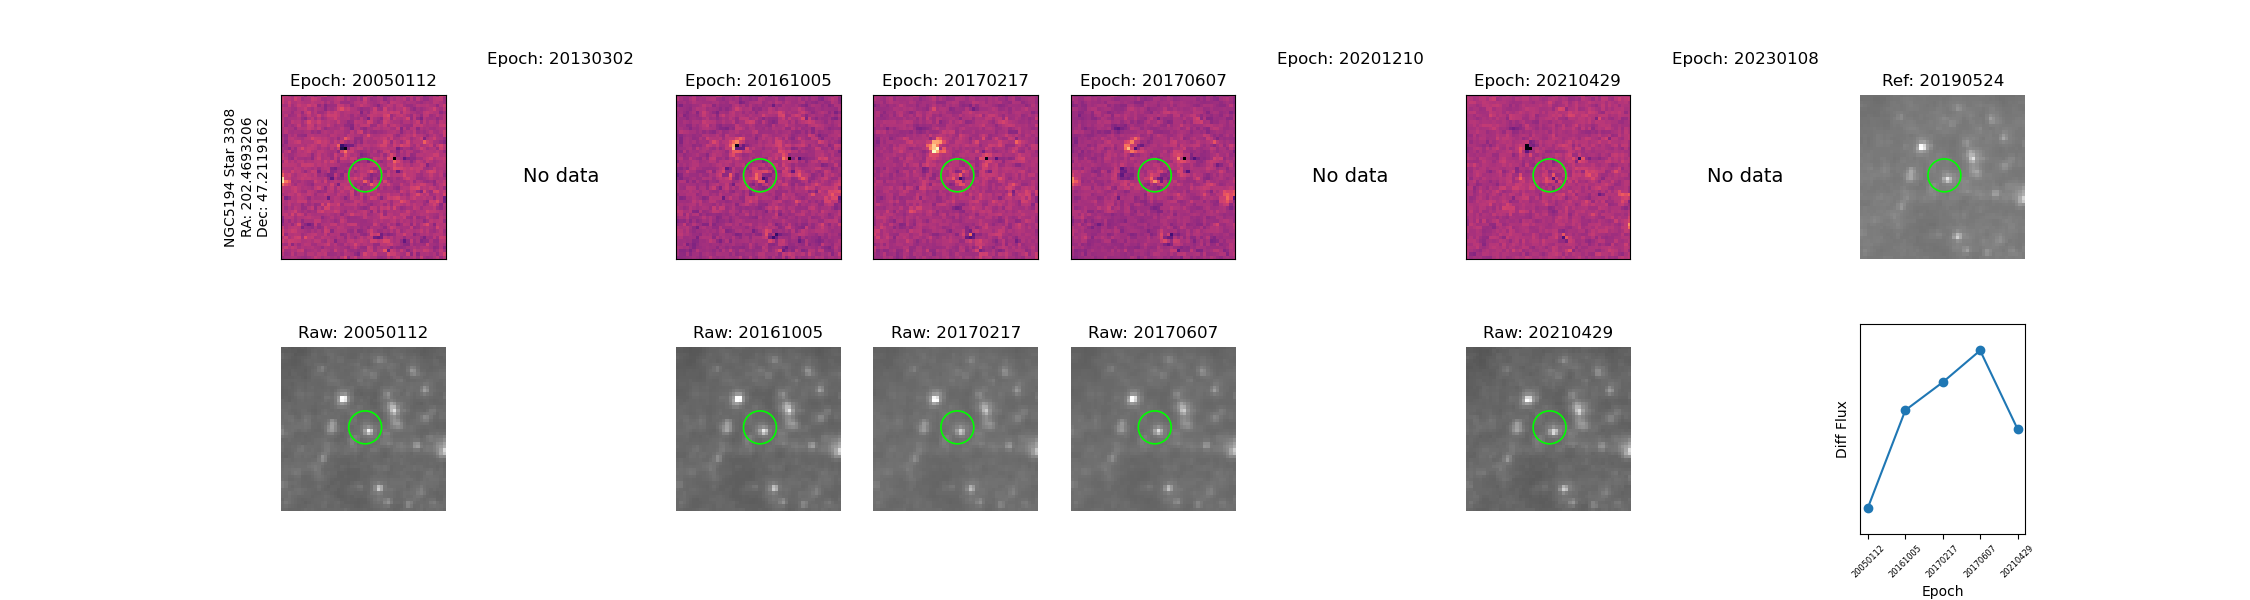 Epoch: 20130302
Epoch: 20201210
Epoch: 20230108
Epoch: 20050112
Epoch: 20161005
Epoch: 20170217
Epoch: 20170607
Epoch: 20210429
Ref: 20190524
NGC5194 Star 3308
RA: 202.4693206
Dec: 47.2119162
No data
No data
No data
Raw: 20050112
Raw: 20161005
Raw: 20170217
Raw: 20170607
Raw: 20210429
Diff Flux
20050112
20161005
20170217
20170607
20210429
Epoch